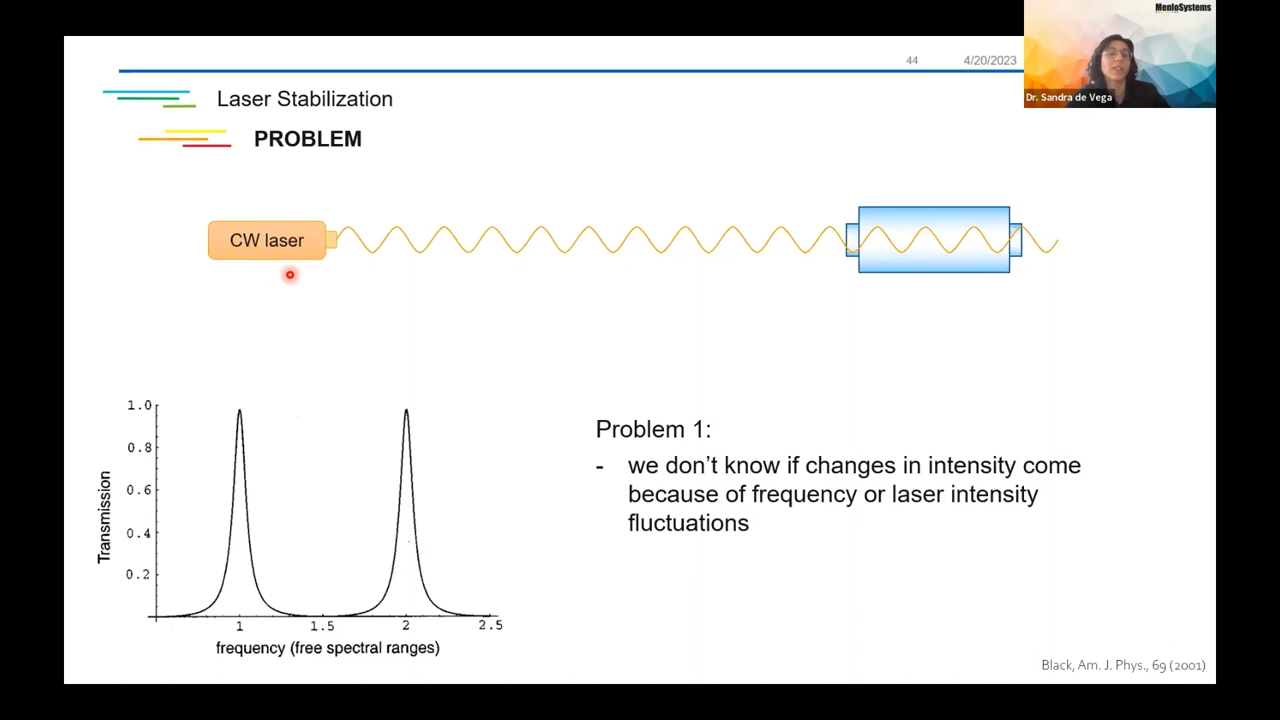 MenloSystems
44 4/20/2023
Dr. Sandra de Vega
Laser Stabilization
PROBLEM
CW laser
1.0
0.8
0.6
0.4
0.2
Transmission
1 1.5 2 2.5
frequency (free spectral ranges)
Problem 1:
- we don't know if changes in intensity come
because of frequency or laser intensity
fluctuations
Black, Am. J. Phys., 69 (2001)